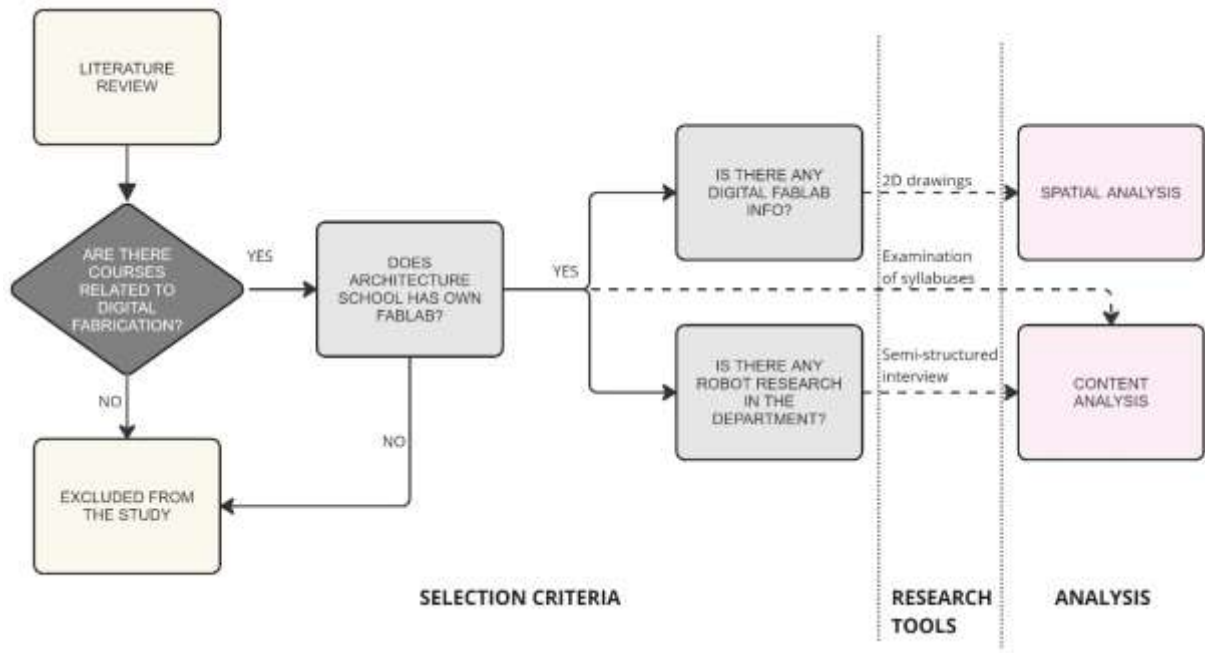 LITERATURE
REVIEW
ARE THERE
COURSES
RELATED TO
DIGITAL
FABRICATION?
YES
NO
EXCLUDED FROM
THE STUDY
DOES
ARCHITECTURE
SCHOOL HAS OWN
FABLAB?
YES
NO
IS THERE ANY
DIGITAL FABLAB
INFO?
IS THERE ANY
ROBOT RESEARCH
IN THE
DEPARTMENT?
2D drawings
Examination
of syllabuses
Semi-structured
interview
SPATIAL ANALYSIS
CONTENT
ANALYSIS
SELECTION CRITERIA
RESEARCH
TOOLS
ANALYSIS